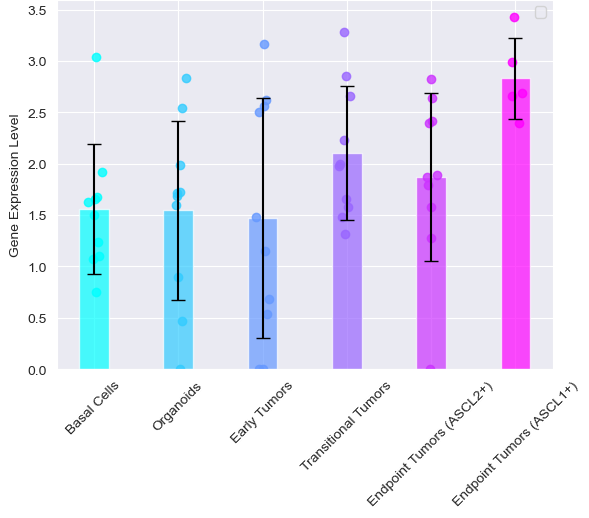 3.5
3.0
2.5
2.0
1.5
1.0
0.5
0.0
Gene Expression Level
Basal Cells
Organoids
Early Tumors
Transitional Tumors
Endpoint Tumors (ASCL2+)
Endpoint Tumors (ASCL1+)